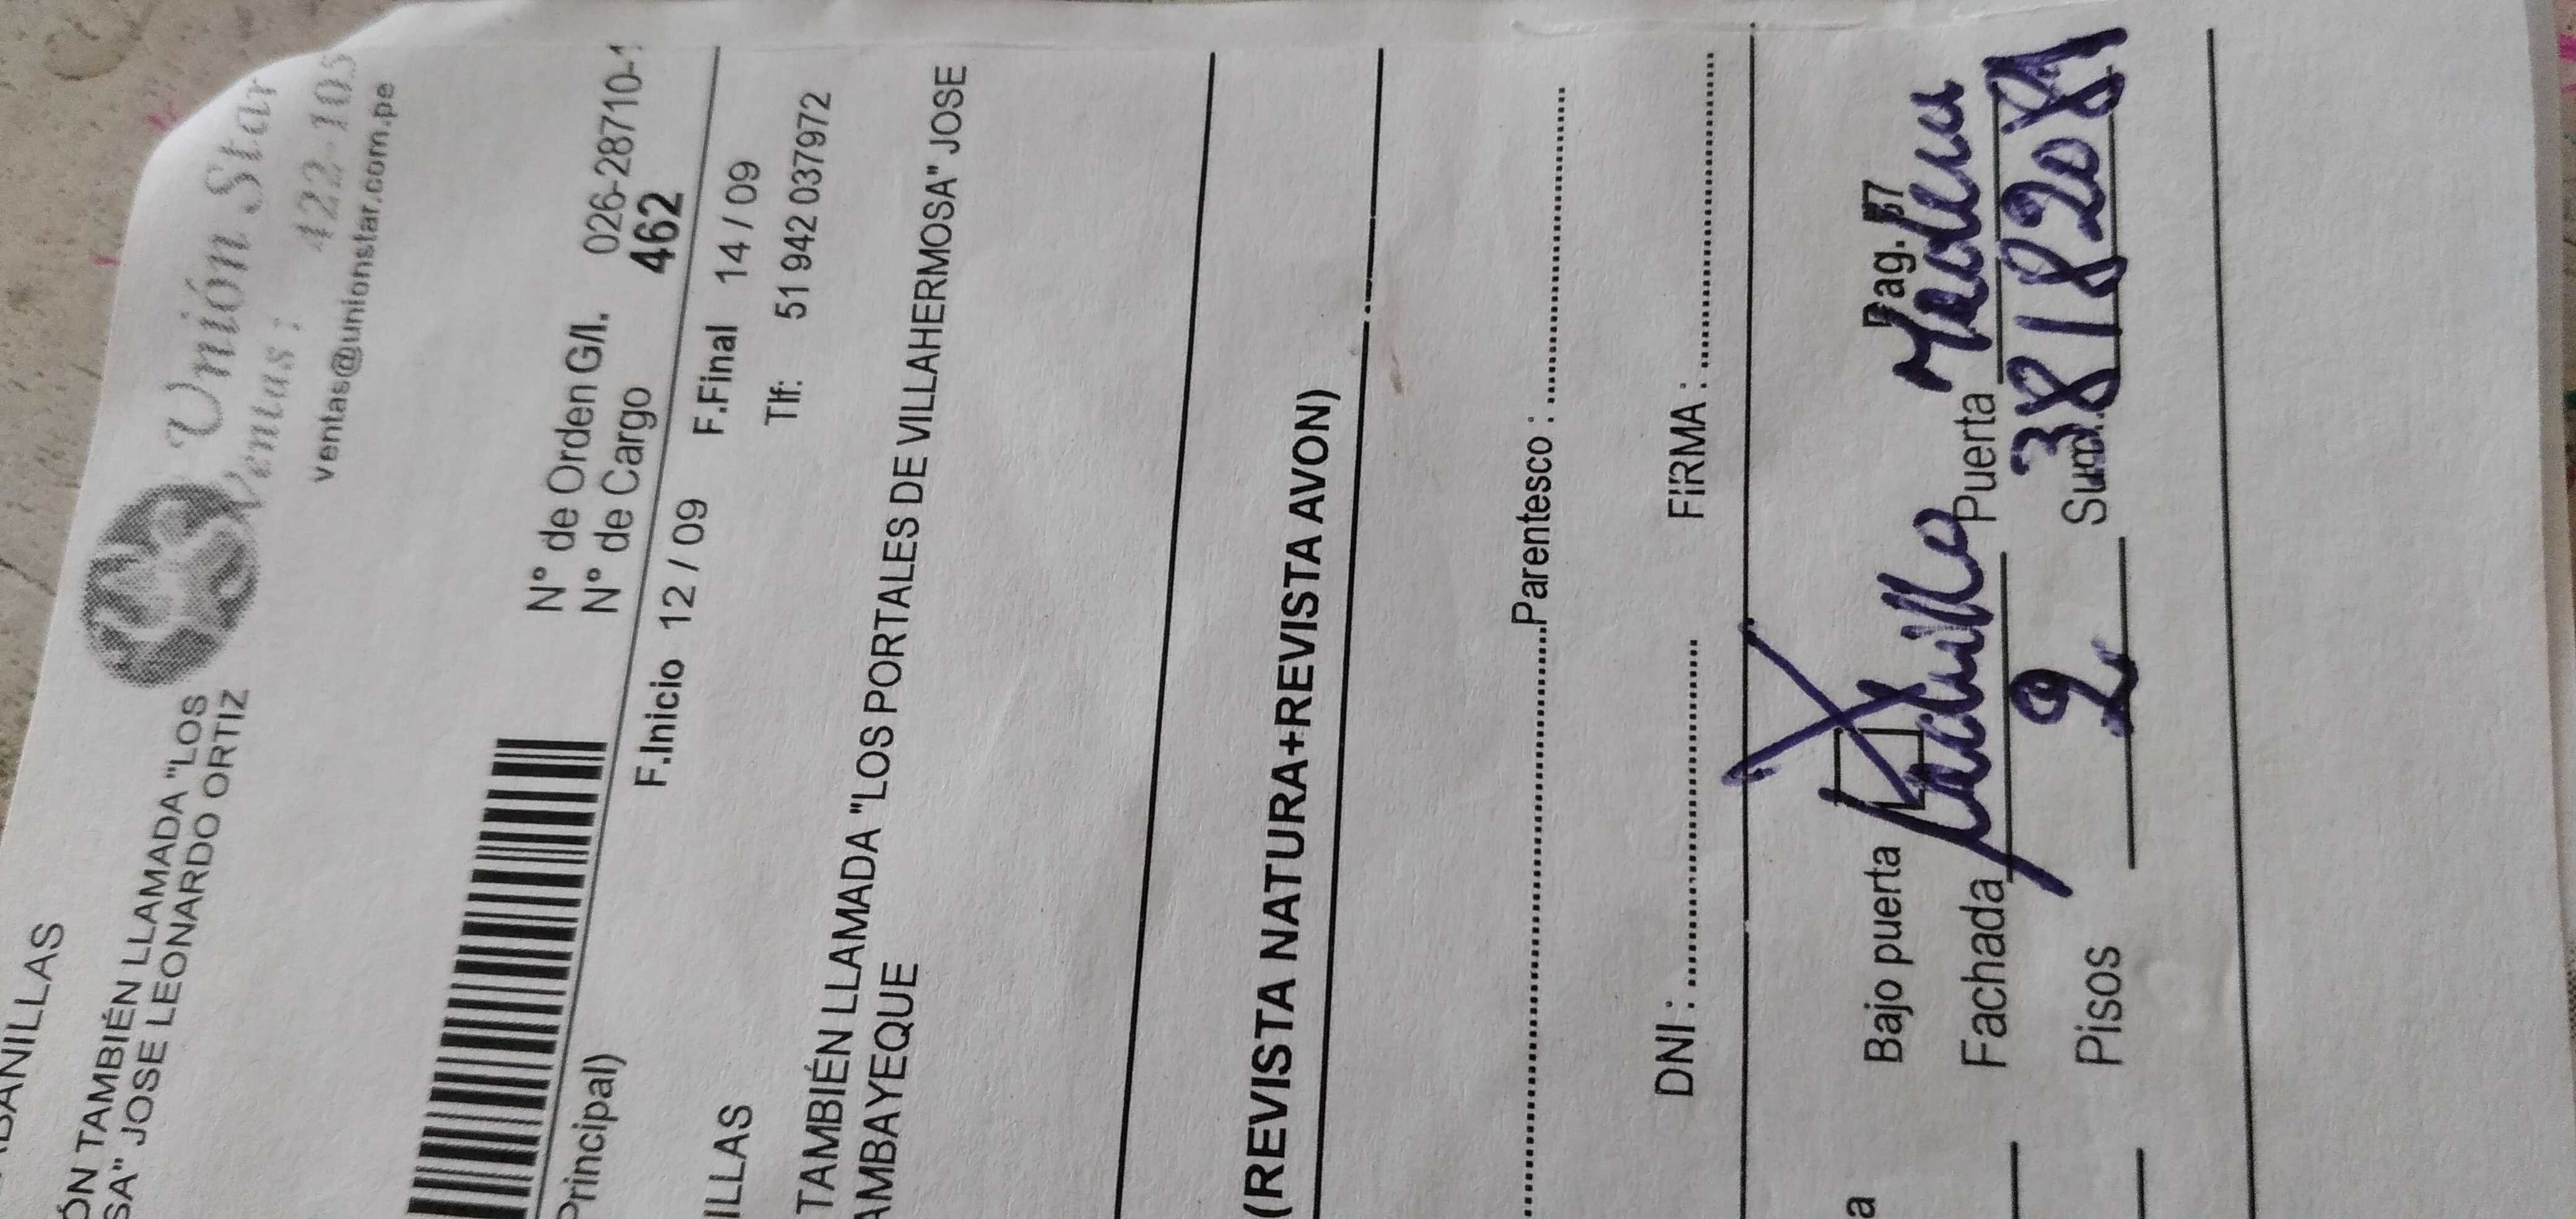 BANILLAS
ÓN TAMBIÉN LLAMADA "LOS
SA" JOSE LEONARDO ORTIZ
Unión Star
Ventas : 422-105
ventas@unionstar.com.pe
N° de Orden G/I. 026-28710-1
N° de Cargo 462
Principal)
F.Inicio 12 / 09 F.Final 14 / 09
ILLAS
Tlf: 51 942 037972
TAMBIÉN LLAMADA "LOS PORTALES DE VILLAHERMOSA" JOSE
AMBAYEQUE
(REVISTA NATURA+REVISTA AVON)
Parentesco :
DNI : FIRMA :
Pag. 57
a Bajo puerta X
Fachada Ladrillo Puerta Madera
Pisos 2 Sum.